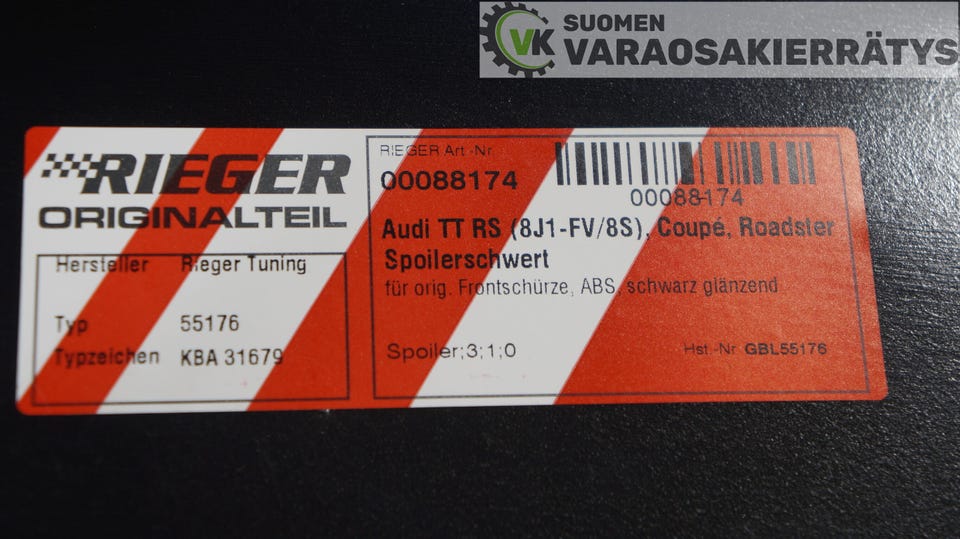 VK SUOMEN
VARAOSAKIERRÄTYS
RIEGER
ORIGINALTEIL
Hersteller Rieger Tuning
Typ 55176
Typzeichen KBA 31679
RIEGER Art.-Nr.
00088174
00088174
Audi TT RS (8J1-FV/8S), Coupé, Roadster
Spoilerschwert
für orig. Frontschürze, ABS, schwarz glänzend
Spoiler;3;1;0 Hst.-Nr GBL55176